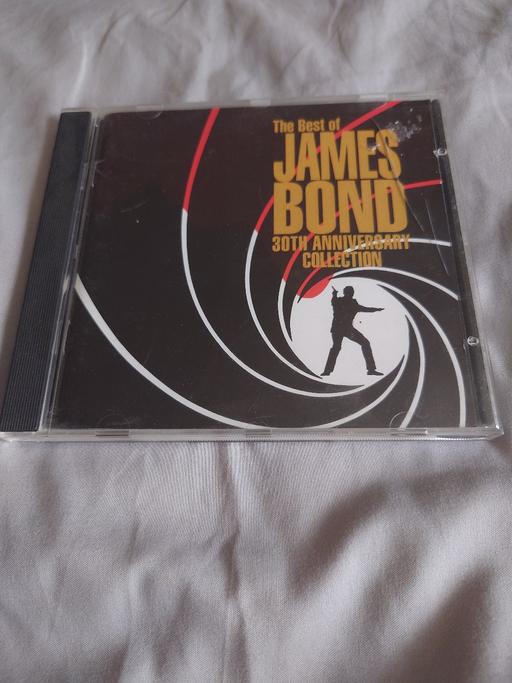 The Best of
JAMES
BOND
30TH ANNIVERSARY
COLLECTION